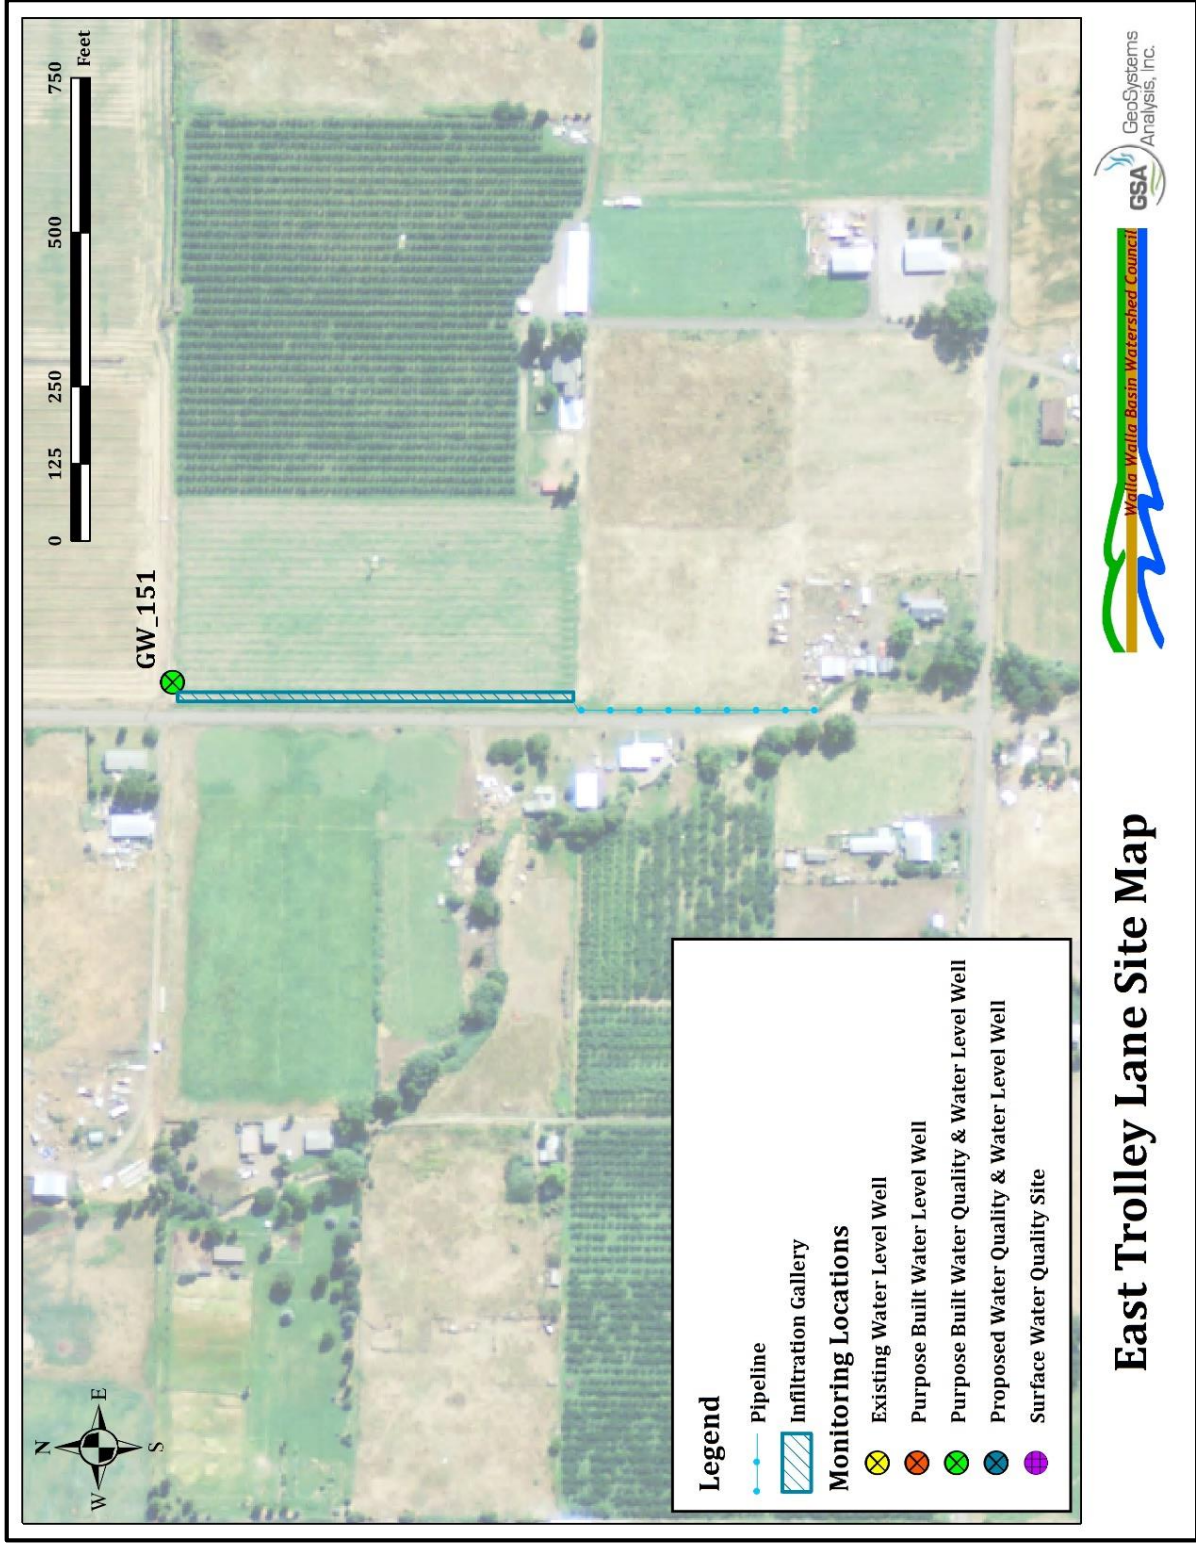 N
W
E
S
GW_151
0
125
250
500
750
Feet
Legend
Pipeline
Infiltration Gallery
Monitoring Locations
Existing Water Level Well
Purpose Built Water Level Well
Purpose Built Water Quality & Water Level Well
Proposed Water Quality & Water Level Well
Surface Water Quality Site
East Trolley Lane Site Map
Walla Walla Basin Watershed Council
GSA
GeoSystems
Analysis, Inc.